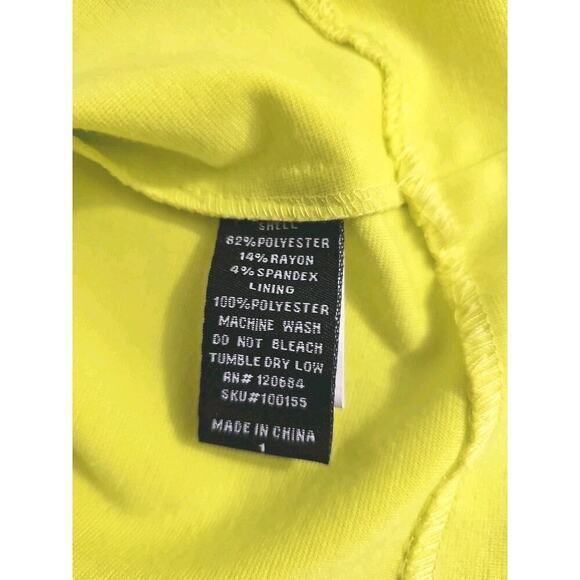 SHELL
82%POLYESTER
14%RAYON
4%SPANDEX
LINING
100%POLYESTER
MACHINE WASH
DO NOT BLEACH
TUMBLE DRY LOW
RN# 120684
SKU#100155
MADE IN CHINA
1